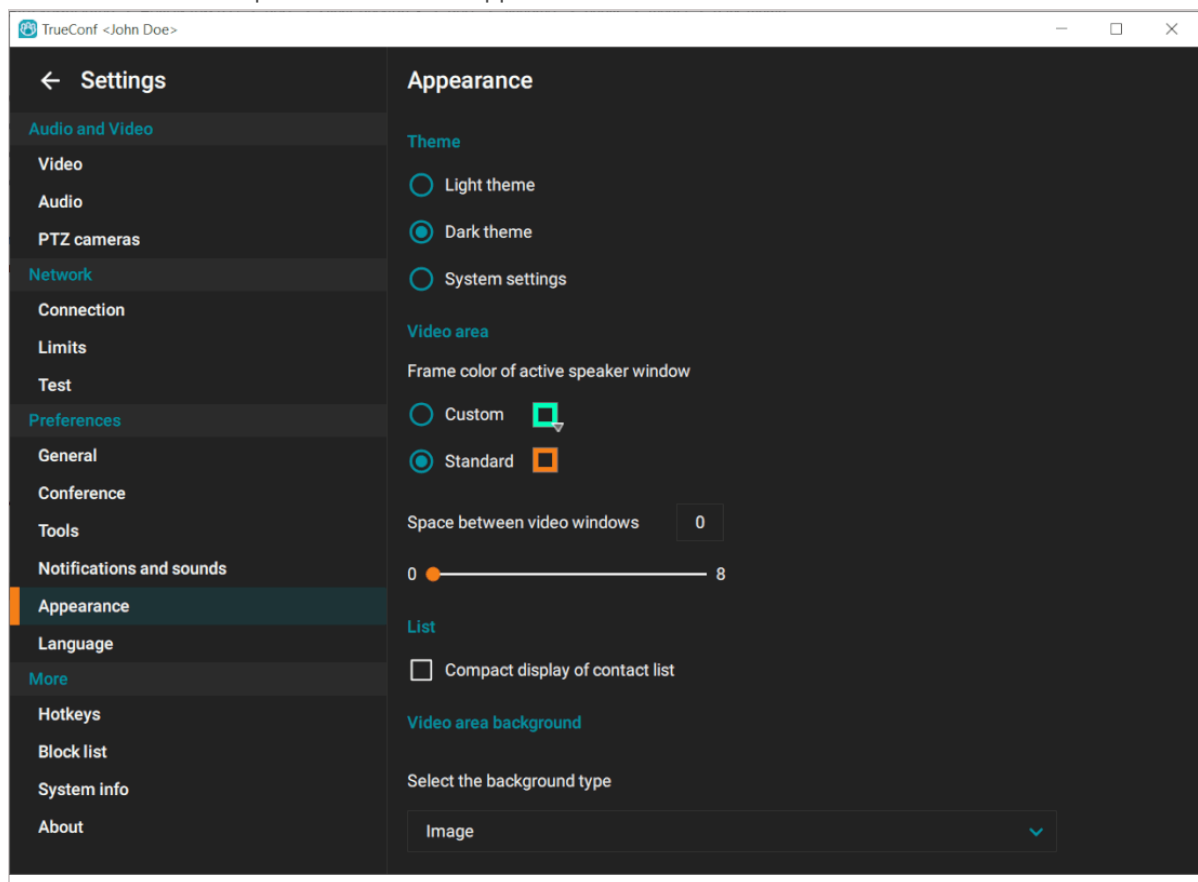 TrueConf <John Doe>
Settings
Audio and Video
Video
Audio
PTZ cameras
Network
Connection
Limits
Test
Preferences
General
Conference
Tools
Notifications and sounds
Appearance
Language
More
Hotkeys
Block list
System info
About
Appearance
Theme
Light theme
Dark theme
System settings
Video area
Frame color of active speaker window
Custom
Standard
Space between video windows 0
0 8
List
Compact display of contact list
Video area background
Select the background type
Image